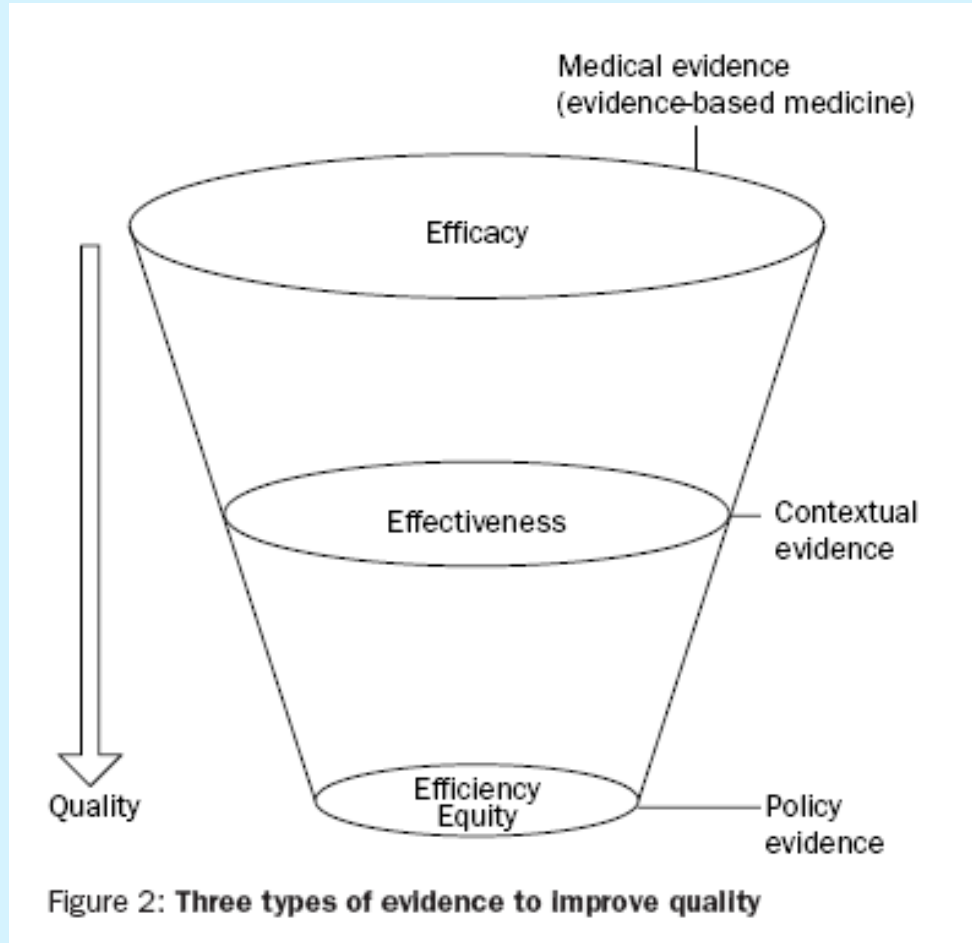 Medical evidence
(evidence-based medicine)
Efficacy
Effectiveness
Contextual
evidence
Efficiency
Equity
Quality
Policy
evidence
Figure 2: Three types of evidence to improve quality